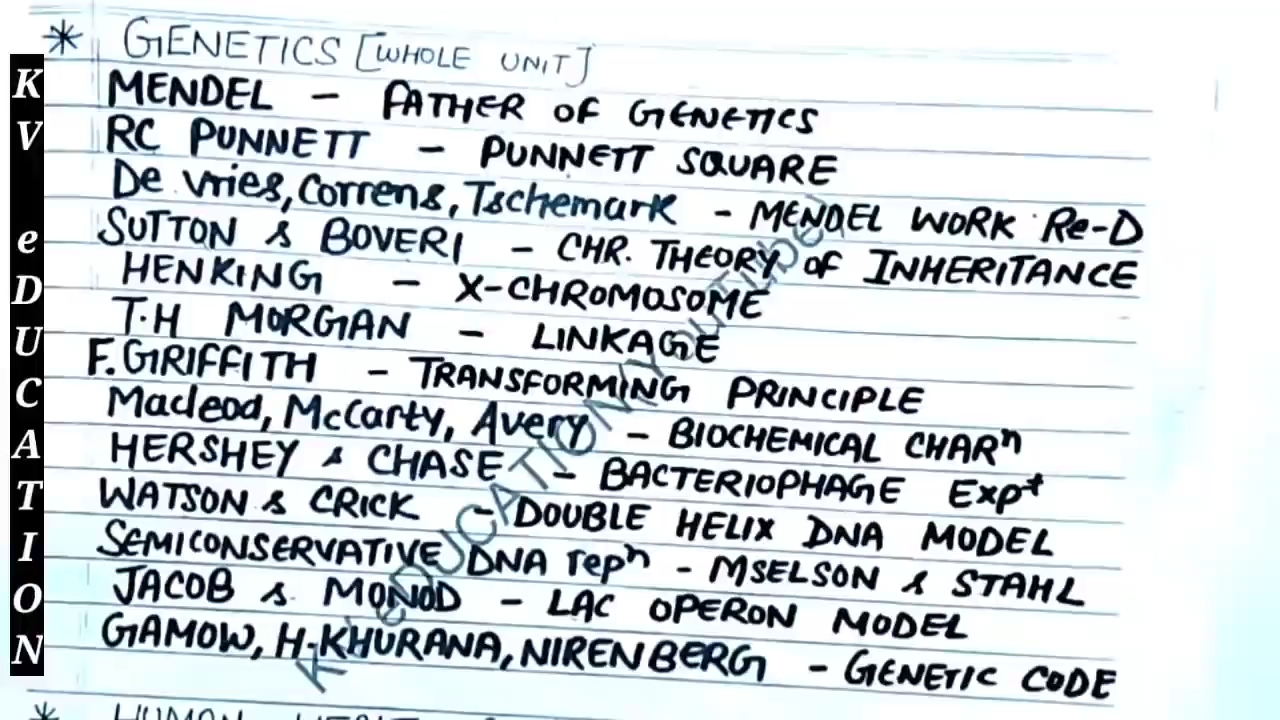 * GENETICS [WHOLE UNIT]
MENDEL - FATHER OF GENETICS
RC PUNNETT - PUNNETT SQUARE
De vries, Correns, Tschemark - MENDEL WORK Re-D
SUTTON & BOVERI - CHR. THEORY of INHERITANCE
HENKING - X-CHROMOSOME
T.H MORGAN - LINKAGE
F. GRIFFITH - TRANSFORMING PRINCIPLE
Macleod, McCarty, Avery - BIOCHEMICAL CHARⁿ
HERSHEY & CHASE - BACTERIOPHAGE Expt
WATSON & CRICK - DOUBLE HELIX DNA MODEL
SEMICONSERVATIVE DNA repⁿ - MSELSON & STAHL
JACOB & MONOD - LAC OPERON MODEL
GAMOW, H.KHURANA, NIRENBERG - GENETIC CODE
* HUMAN
KV eDUCATION